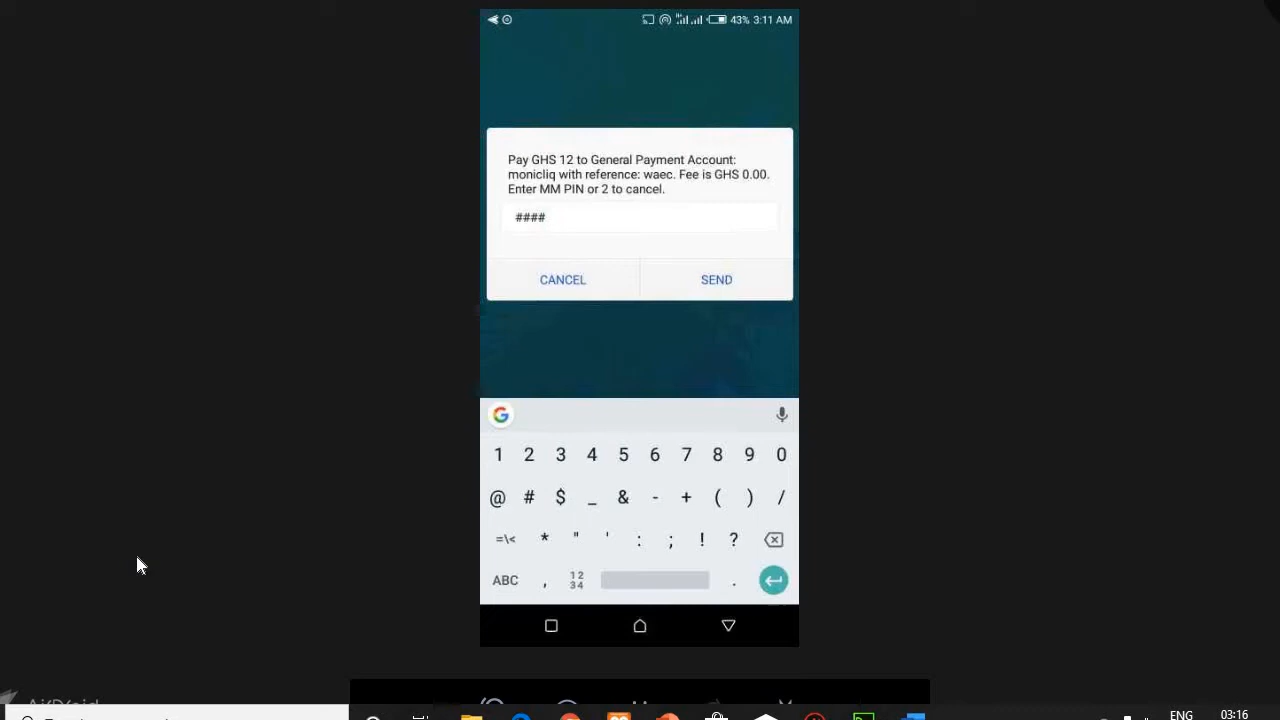 43% 3:11 AM
Pay GHS 12 to General Payment Account:
monicliq with reference: waec. Fee is GHS 0.00.
Enter MM PIN or 2 to cancel.
####
CANCEL SEND
1 2 3 4 5 6 7 8 9 0
@ # $ _ & - + ( ) /
=\< * " ' : ; ! ?
ABC , 12 34 .
ENG 03:16